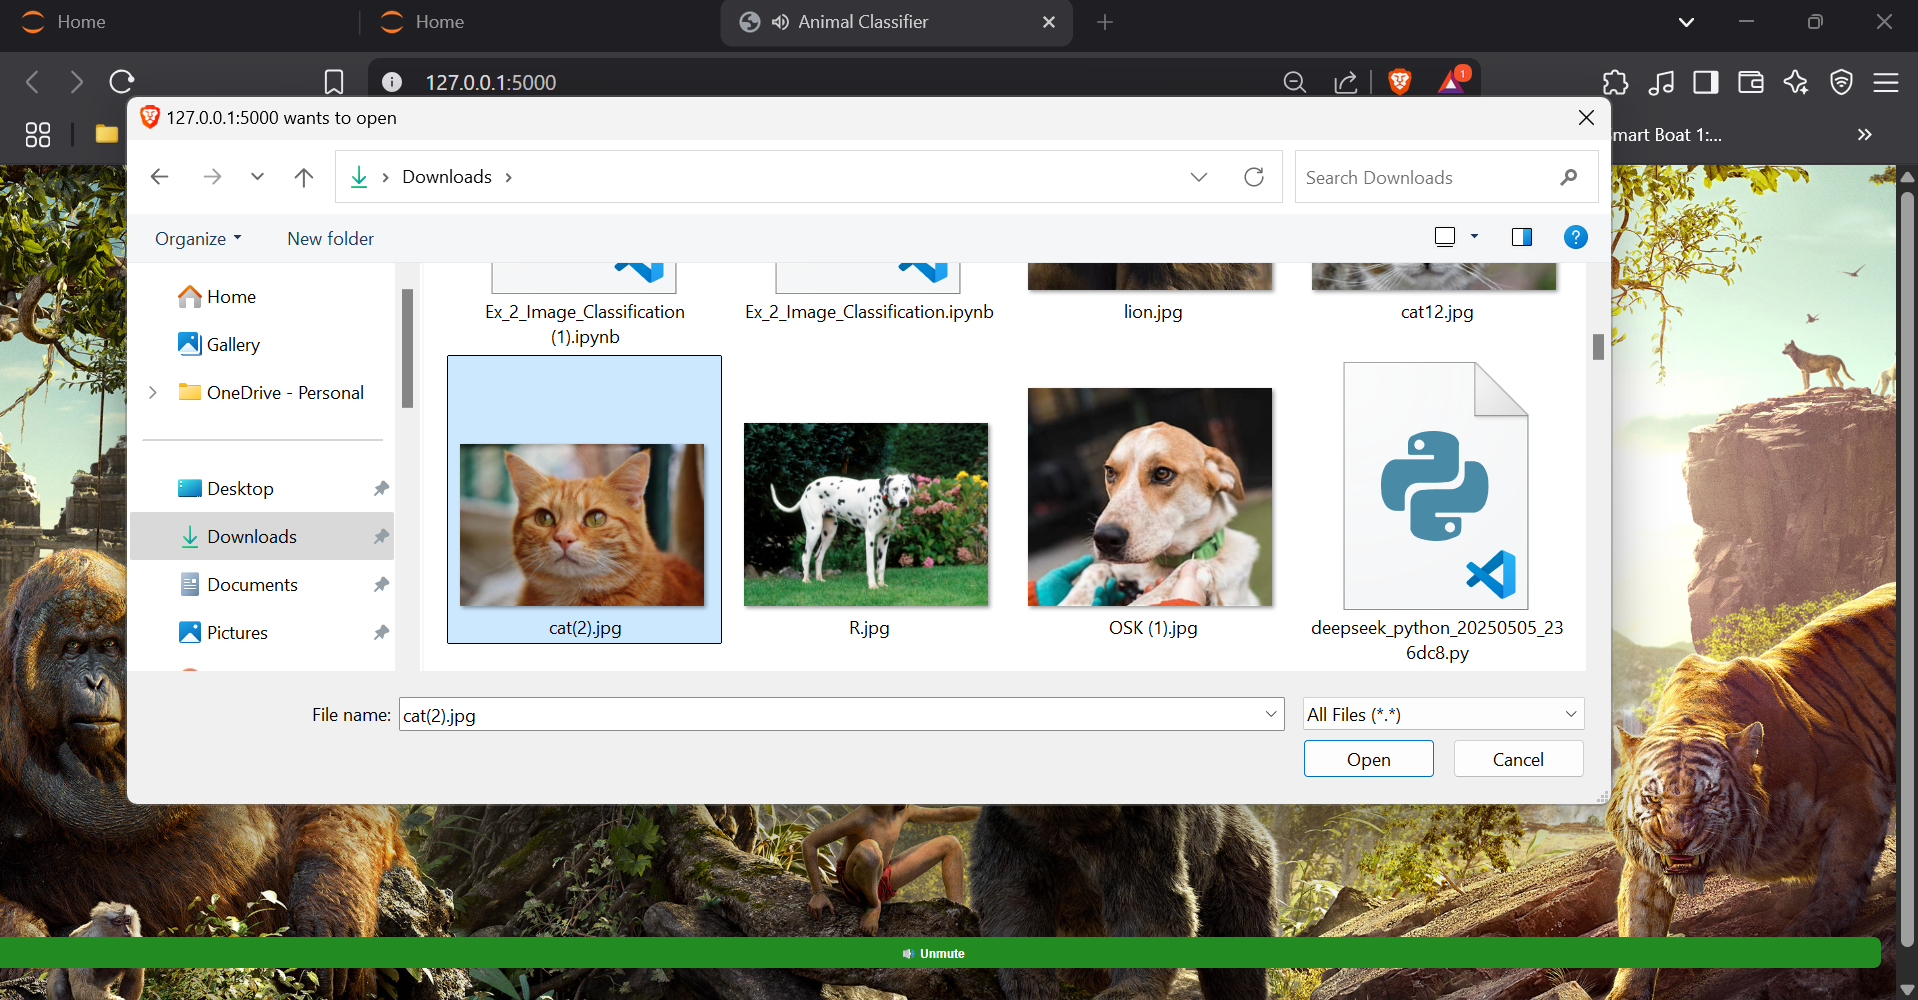 Home
Home
Animal Classifier
127.0.0.1:5000
1
127.0.0.1:5000 wants to open
mart Boat 1:...
Downloads
Search Downloads
Organize
New folder
Home
Gallery
OneDrive - Personal
Desktop
Downloads
Documents
Pictures
Ex_2_Image_Classification
(1).ipynb
Ex_2_Image_Classification.ipynb
lion.jpg
cat12.jpg
cat(2).jpg
R.jpg
OSK (1).jpg
deepseek_python_20250505_23
6dc8.py
File name:
cat(2).jpg
All Files (*.*)
Open
Cancel
Unmute